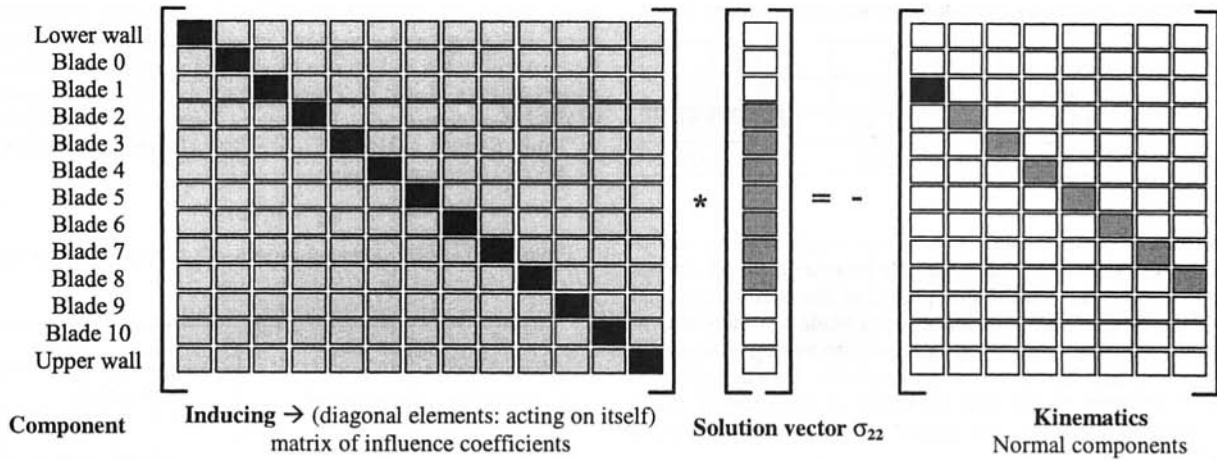 Lower wall
Blade 0
Blade 1
Blade 2
Blade 3
Blade 4
Blade 5
Blade 6
Blade 7
Blade 8
Blade 9
Blade 10
Upper wall
* = -
Component
Inducing → (diagonal elements: acting on itself)
matrix of influence coefficients
Solution vector σ₂₂
Kinematics
Normal components